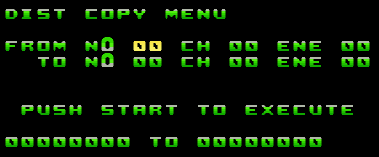 DIST COPY MENU
FROM NO 00 CH 00 ENE 00
TO NO 00 CH 00 ENE 00
PUSH START TO EXECUTE
00000000 TO 00000000